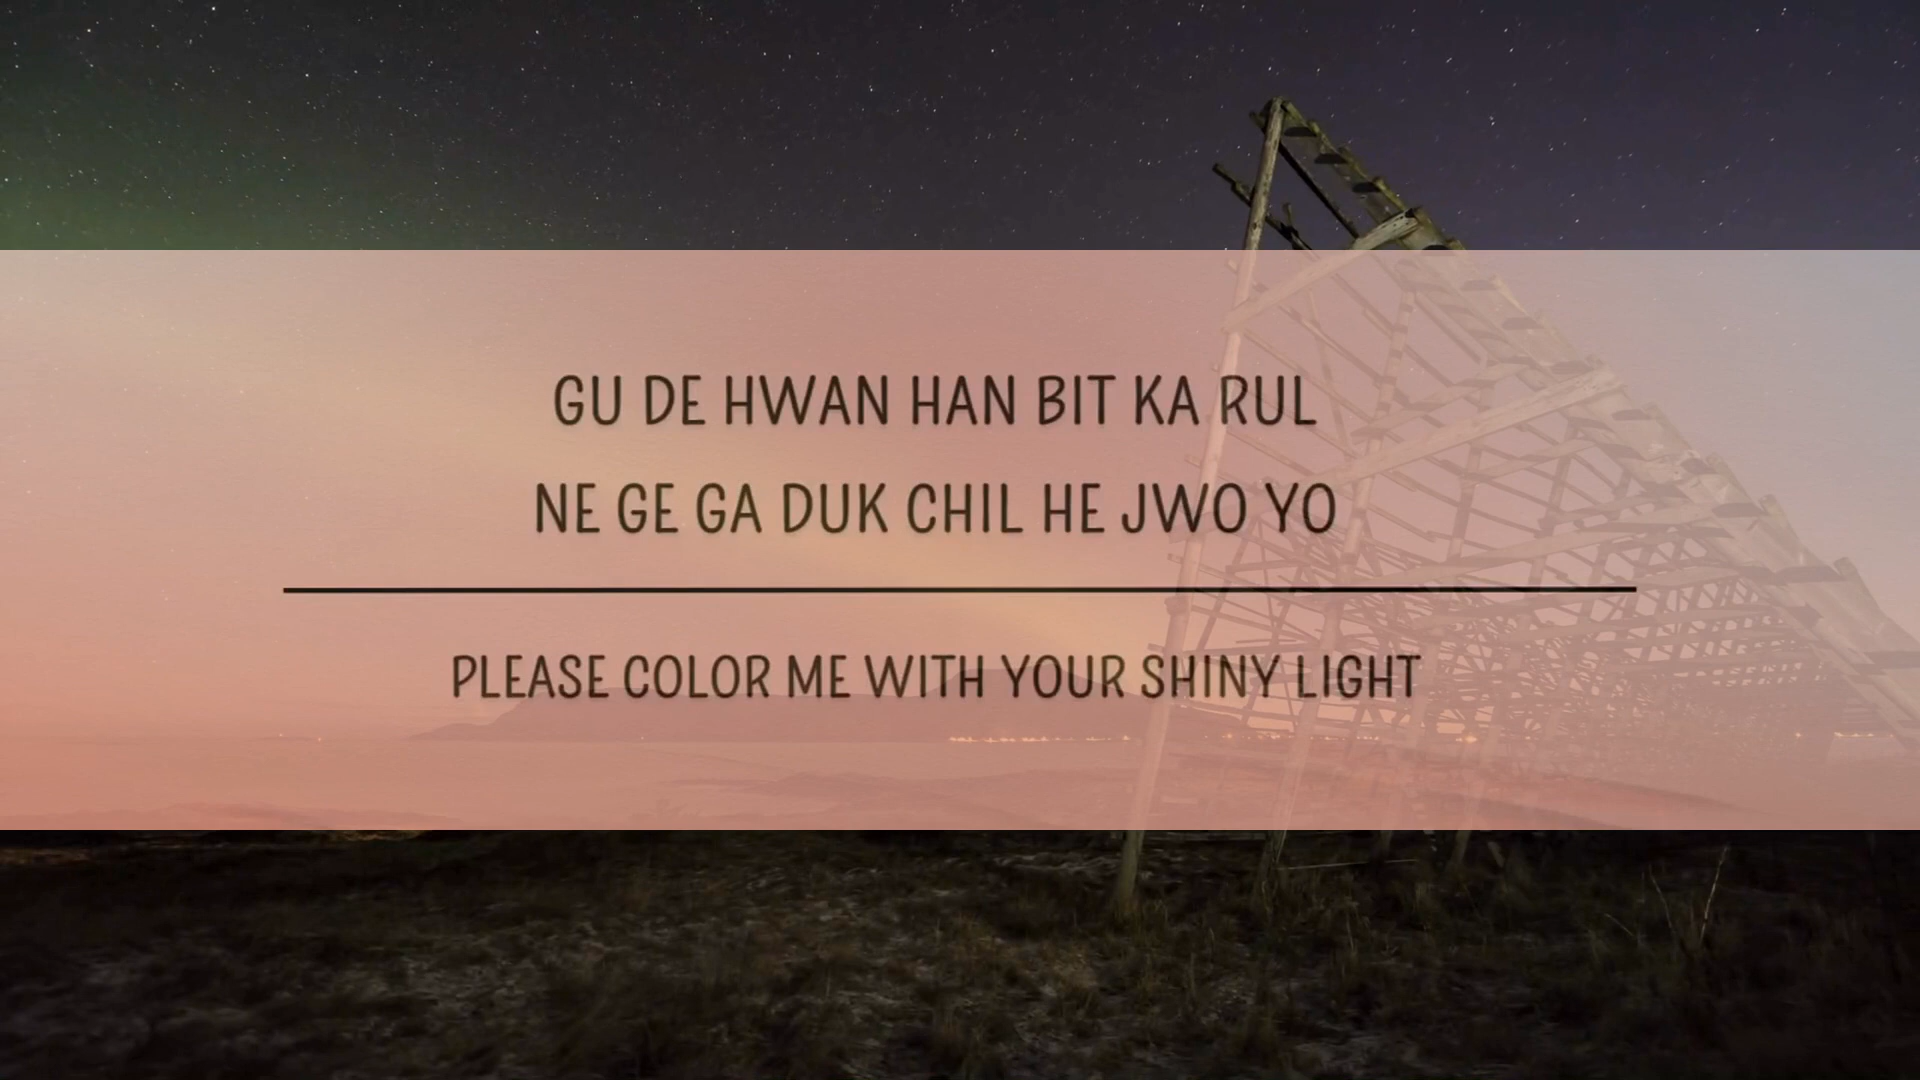 GU DE HWAN HAN BIT KA RUL
NE GE GA DUK CHIL HE JWO YO
PLEASE COLOR ME WITH YOUR SHINY LIGHT